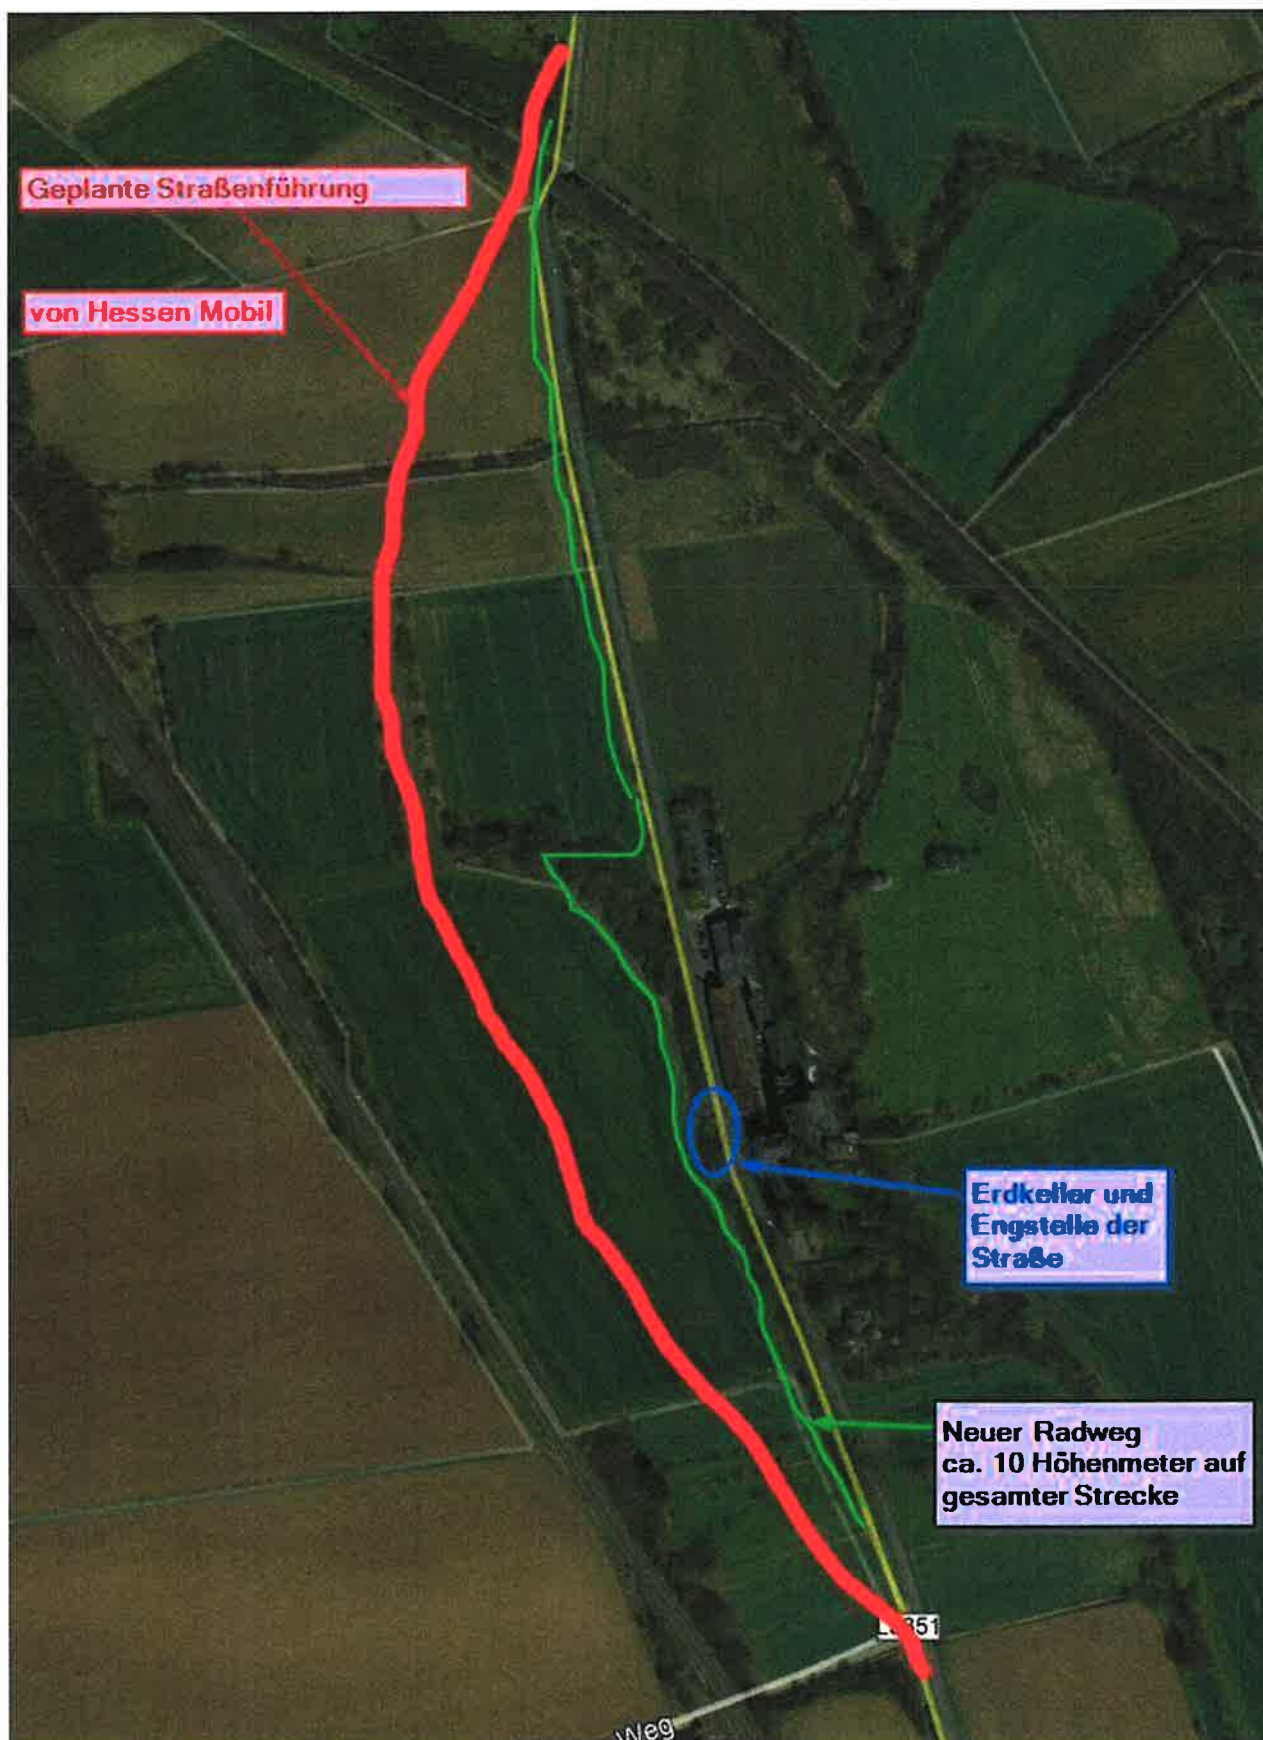 Geplante Straßenführung
von Hessen Mobil
Erdkeller und
Engstelle der
Straße
Neuer Radweg
ca. 10 Höhenmeter auf
gesamter Strecke
Weg